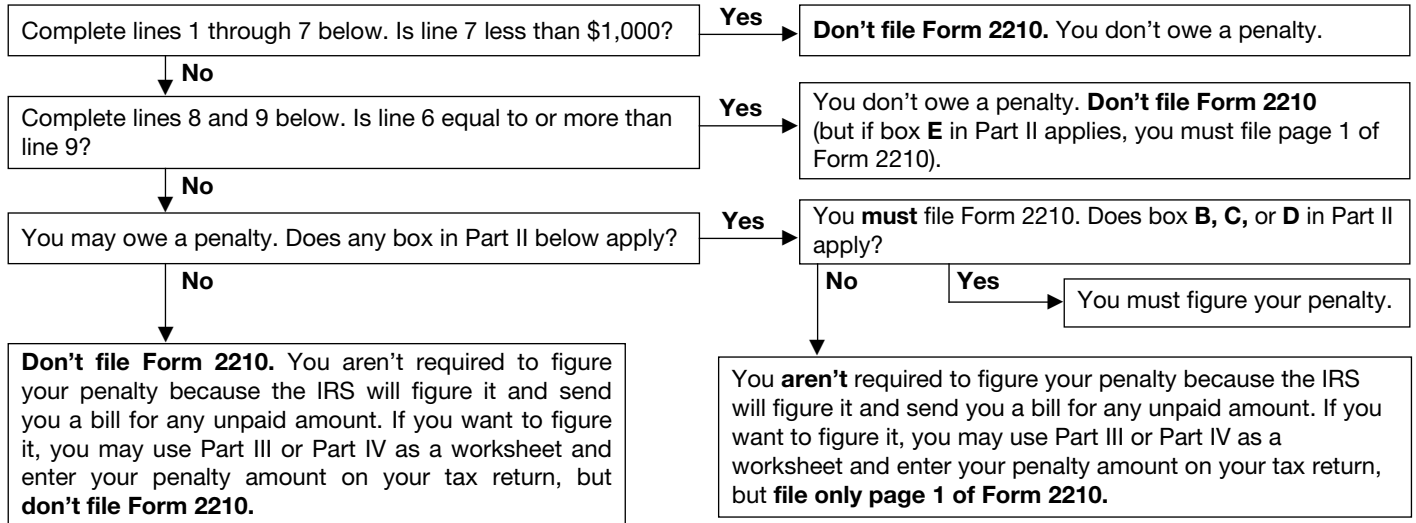 Complete lines 1 through 7 below. Is line 7 less than $1,000?
Yes
Don't file Form 2210. You don't owe a penalty.
No
Complete lines 8 and 9 below. Is line 6 equal to or more than
line 9?
Yes
You don't owe a penalty. Don't file Form 2210
(but if box E in Part II applies, you must file page 1 of
Form 2210).
No
You may owe a penalty. Does any box in Part II below apply?
Yes
You must file Form 2210. Does box B, C, or D in Part II
apply?
No
Yes
You must figure your penalty.
No
Don't file Form 2210. You aren't required to figure
your penalty because the IRS will figure it and send
you a bill for any unpaid amount. If you want to figure
it, you may use Part III or Part IV as a worksheet and
enter your penalty amount on your tax return, but
don't file Form 2210.
You aren't required to figure your penalty because the IRS
will figure it and send you a bill for any unpaid amount. If you
want to figure it, you may use Part III or Part IV as a
worksheet and enter your penalty amount on your tax return,
but file only page 1 of Form 2210.